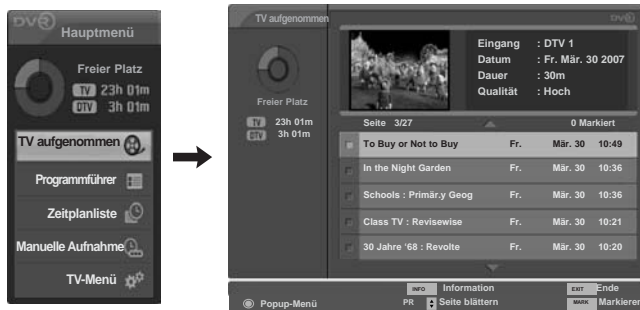 DVR
Hauptmenü
Freier Platz
TV 23h 01m
DTV 3h 01m
TV aufgenommen
Programmführer
Zeitplanliste
Manuelle Aufnahme
TV-Menü
TV aufgenommen
DVR
Freier Platz
TV 23h 01m
DTV 3h 01m
Eingang : DTV 1
Datum : Fr. Mär. 30 2007
Dauer : 30m
Qualität : Hoch
Seite 3/27 0 Markiert
To Buy or Not to Buy Fr. Mär. 30 10:49
In the Night Garden Fr. Mär. 30 10:36
Schools : Primär.y Geog Fr. Mär. 30 10:36
Class TV : Revisewise Fr. Mär. 30 10:21
30 Jahre '68 : Revolte Fr. Mär. 30 10:20
INFO Information EXIT Ende
Popup-Menü PR Seite blättern MARK Markieren